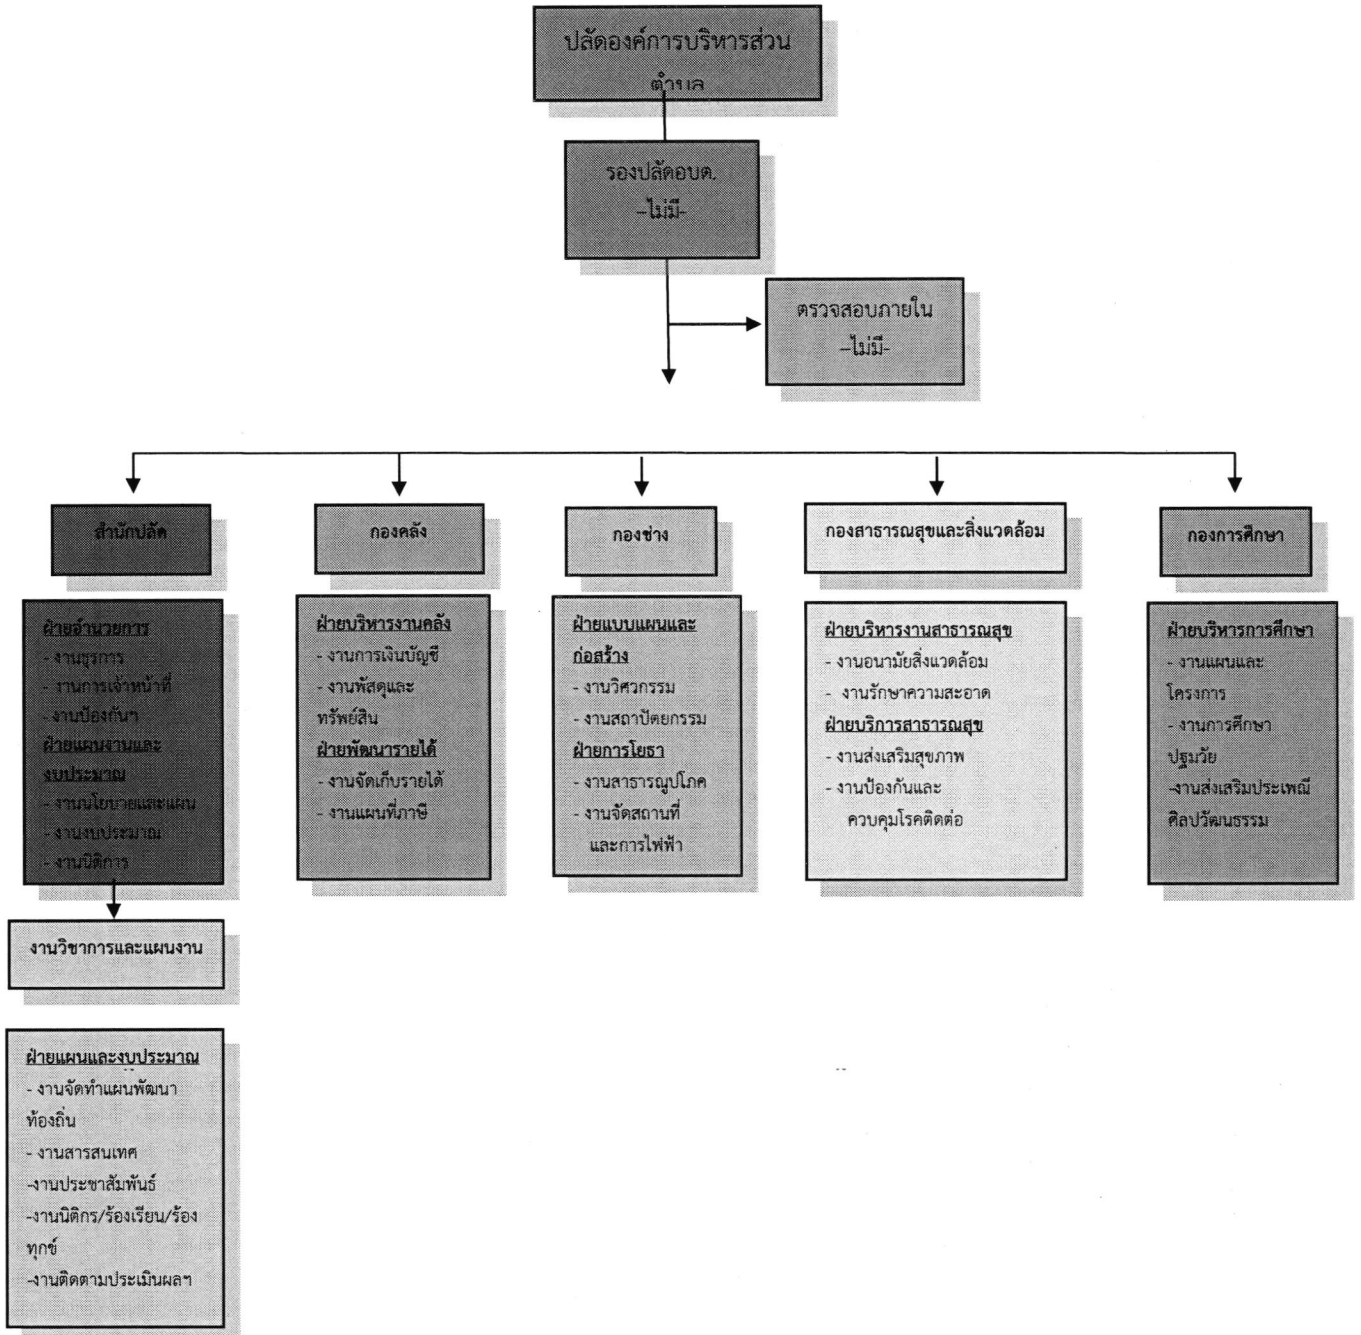 ปลัดองค์การบริหารส่วน
ตำบล
รองปลัดอบต.
–ไม่มี-
ตรวจสอบภายใน
–ไม่มี-
สำนักปลัด
กองคลัง
กองช่าง
กองสาธารณสุขและสิ่งแวดล้อม
กองการศึกษา
ฝ่ายอำนวยการ
- งานธุรการ
- งานการเจ้าหน้าที่
- งานป้องกันฯ
ฝ่ายแผนงานและ
งบประมาณ
- งานนโยบายและแผน
- งานงบประมาณ
- งานนิติการ
ฝ่ายบริหารงานคลัง
- งานการเงินบัญชี
- งานพัสดุและ
ทรัพย์สิน
ฝ่ายพัฒนารายได้
- งานจัดเก็บรายได้
- งานแผนที่ภาษี
ฝ่ายแบบแผนและ
ก่อสร้าง
- งานวิศวกรรม
- งานสถาปัตยกรรม
ฝ่ายการโยธา
- งานสาธารณูปโภค
- งานจัดสถานที่
และการไฟฟ้า
ฝ่ายบริหารงานสาธารณสุข
- งานอนามัยสิ่งแวดล้อม
- งานรักษาความสะอาด
ฝ่ายบริการสาธารณสุข
- งานส่งเสริมสุขภาพ
- งานป้องกันและ
ควบคุมโรคติดต่อ
ฝ่ายบริหารการศึกษา
- งานแผนและ
โครงการ
- งานการศึกษา
ปฐมวัย
-งานส่งเสริมประเพณี
ศิลปวัฒนธรรม
งานวิชาการและแผนงาน
ฝ่ายแผนและงบประมาณ
- งานจัดทำแผนพัฒนา
ท้องถิ่น
- งานสารสนเทศ
-งานประชาสัมพันธ์
-งานนิติกร/ร้องเรียน/ร้อง
ทุกข์
-งานติดตามประเมินผลฯ